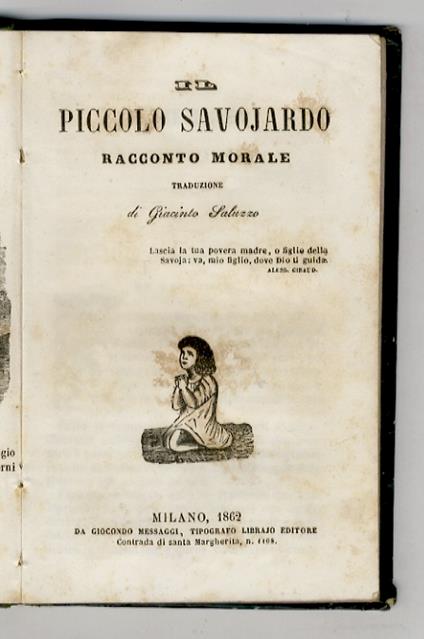 IL
PICCOLO SAVOJARDO
RACCONTO MORALE
TRADUZIONE
di Giacinto Saluzzo
Lascia la tua povera madre, o figlio della
Savoja: va, mio figlio, dove Dio ti guida.
ALESS. GIRAUD.
gio
rni v
MILANO, 1862
DA GIOCONDO MESSAGGI, TIPOGRAFO LIBRAJO EDITORE
Contrada di santa Margherita, n. 1108.